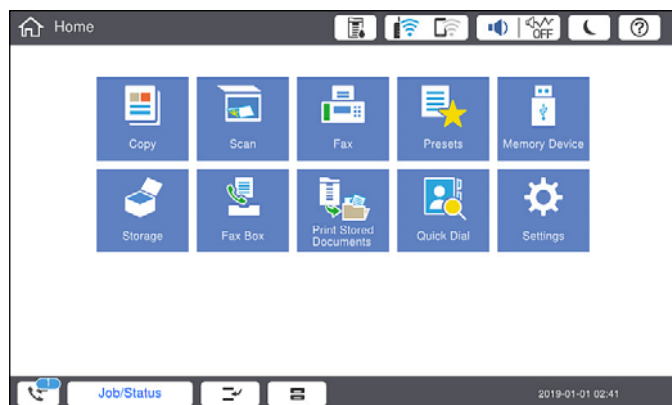 Home
OFF
Copy
Scan
Fax
Presets
Memory Device
Storage
Fax Box
Print Stored
Documents
Quick Dial
Settings
1
Job/Status
2019-01-01 02:41